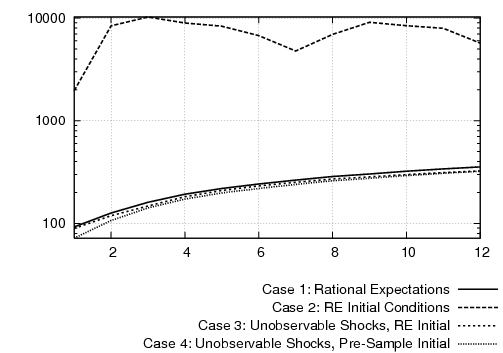 10000
1000
100
2 4 6 8 10 12
Case 1: Rational Expectations
Case 2: RE Initial Conditions
Case 3: Unobservable Shocks, RE Initial
Case 4: Unobservable Shocks, Pre-Sample Initial